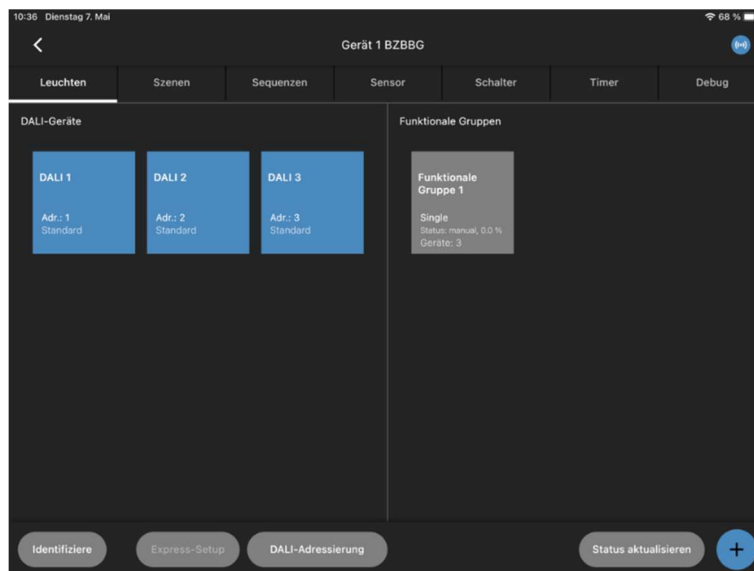 10:36 Dienstag 7. Mai
68 %
Gerät 1 BZBBG
Leuchten
Szenen
Sequenzen
Sensor
Schalter
Timer
Debug
DALI-Geräte
Funktionale Gruppen
DALI 1
Adr.: 1
Standard
DALI 2
Adr.: 2
Standard
DALI 3
Adr.: 3
Standard
Funktionale
Gruppe 1
Single
Status: manual, 0.0 %
Geräte: 3
Identifiziere
Express-Setup
DALI-Adressierung
Status aktualisieren
+